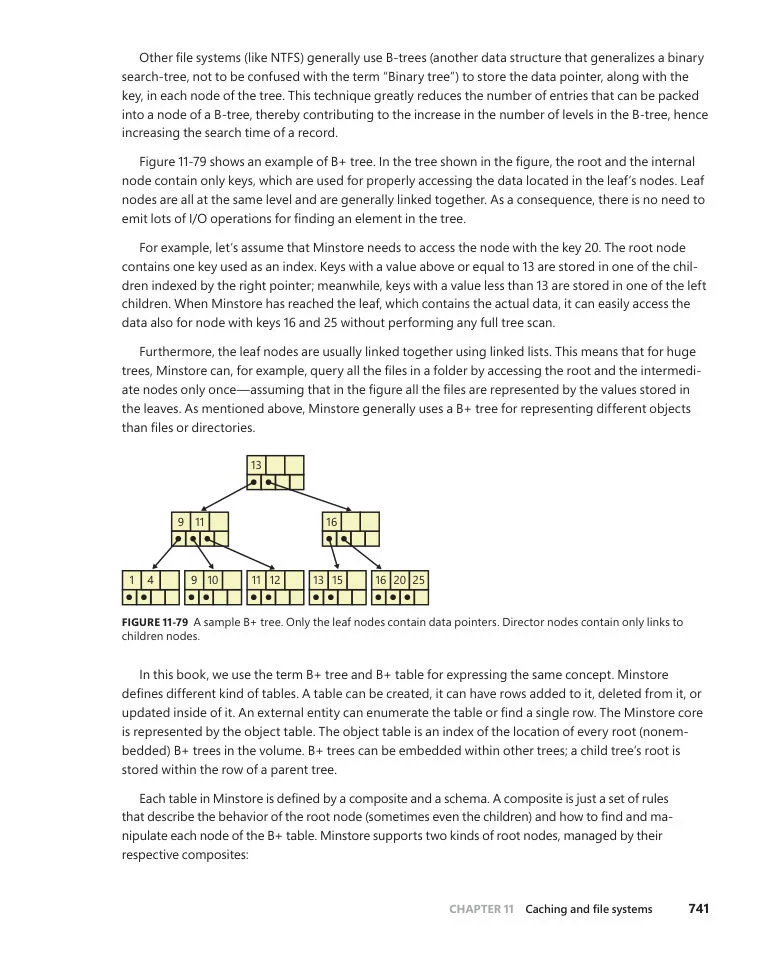 Other file systems (like NTFS) generally use B-trees (another data structure that generalizes a binary
search-tree, not to be confused with the term “Binary tree”) to store the data pointer, along with the
key, in each node of the tree. This technique greatly reduces the number of entries that can be packed
into a node of a B-tree, thereby contributing to the increase in the number of levels in the B-tree, hence
increasing the search time of a record.
Figure 11-79 shows an example of B+ tree. In the tree shown in the figure, the root and the internal
node contain only keys, which are used for properly accessing the data located in the leaf’s nodes. Leaf
nodes are all at the same level and are generally linked together. As a consequence, there is no need to
emit lots of I/O operations for finding an element in the tree.
For example, let’s assume that Minstore needs to access the node with the key 20. The root node
contains one key used as an index. Keys with a value above or equal to 13 are stored in one of the chil-
dren indexed by the right pointer; meanwhile, keys with a value less than 13 are stored in one of the left
children. When Minstore has reached the leaf, which contains the actual data, it can easily access the
data also for node with keys 16 and 25 without performing any full tree scan.
Furthermore, the leaf nodes are usually linked together using linked lists. This means that for huge
trees, Minstore can, for example, query all the files in a folder by accessing the root and the intermedi-
ate nodes only once—assuming that in the figure all the files are represented by the values stored in
the leaves. As mentioned above, Minstore generally uses a B+ tree for representing different objects
than files or directories.
13
9 11
16
1 4
9 10
11 12
13 15
16 20 25
FIGURE 11-79 A sample B+ tree. Only the leaf nodes contain data pointers. Director nodes contain only links to
children nodes.
In this book, we use the term B+ tree and B+ table for expressing the same concept. Minstore
defines different kind of tables. A table can be created, it can have rows added to it, deleted from it, or
updated inside of it. An external entity can enumerate the table or find a single row. The Minstore core
is represented by the object table. The object table is an index of the location of every root (nonem-
bedded) B+ trees in the volume. B+ trees can be embedded within other trees; a child tree’s root is
stored within the row of a parent tree.
Each table in Minstore is defined by a composite and a schema. A composite is just a set of rules
that describe the behavior of the root node (sometimes even the children) and how to find and ma-
nipulate each node of the B+ table. Minstore supports two kinds of root nodes, managed by their
respective composites:
CHAPTER 11 Caching and file systems 741